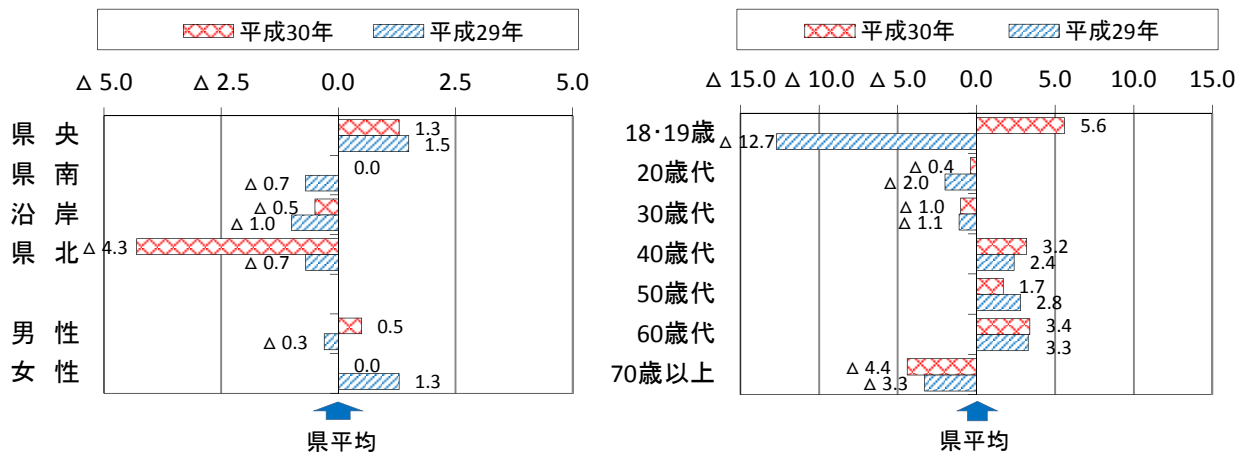 平成30年 平成29年
△ 5.0 △ 2.5 0.0 2.5 5.0
県 央 1.3
1.5
県 南 0.0
△ 0.7
沿 岸 △ 0.5
△ 1.0
県 北 △ 4.3
△ 0.7
男 性 0.5
△ 0.3
女 性 0.0
1.3
県平均
平成30年 平成29年
△ 15.0 △ 10.0 △ 5.0 0.0 5.0 10.0 15.0
18・19歳 5.6
△ 12.7
20歳代 △ 0.4
△ 2.0
30歳代 △ 1.0
△ 1.1
40歳代 3.2
2.4
50歳代 1.7
2.8
60歳代 3.4
3.3
70歳以上 △ 4.4
△ 3.3
県平均